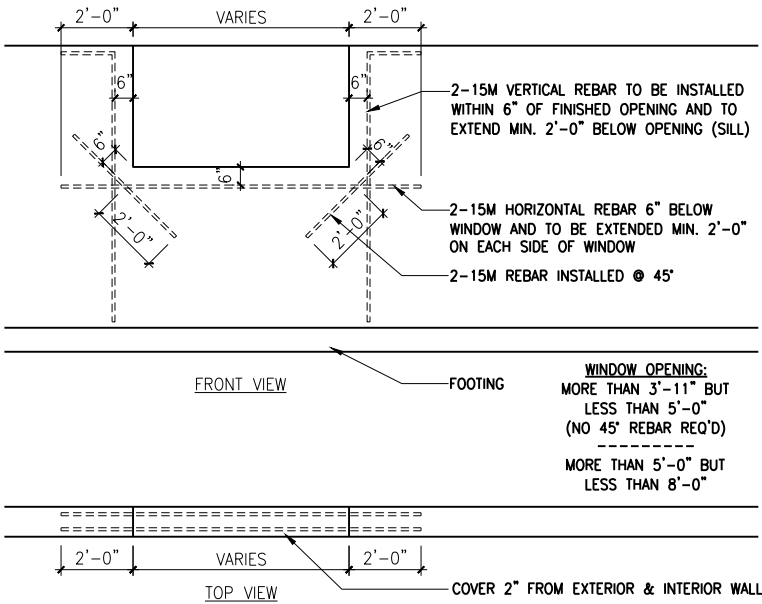 2'-0" VARIES 2'-0"
6" 6"
2-15M VERTICAL REBAR TO BE INSTALLED
WITHIN 6" OF FINISHED OPENING AND TO
EXTEND MIN. 2'-0" BELOW OPENING (SILL)
6" 6" 6"
2'-0" 2'-0"
2-15M HORIZONTAL REBAR 6" BELOW
WINDOW AND TO BE EXTENDED MIN. 2'-0"
ON EACH SIDE OF WINDOW
2-15M REBAR INSTALLED @ 45°
FRONT VIEW
FOOTING
WINDOW OPENING:
MORE THAN 3'-11" BUT
LESS THAN 5'-0"
(NO 45° REBAR REQ'D)
----------
MORE THAN 5'-0" BUT
LESS THAN 8'-0"
2'-0" VARIES 2'-0"
TOP VIEW
COVER 2" FROM EXTERIOR & INTERIOR WALL